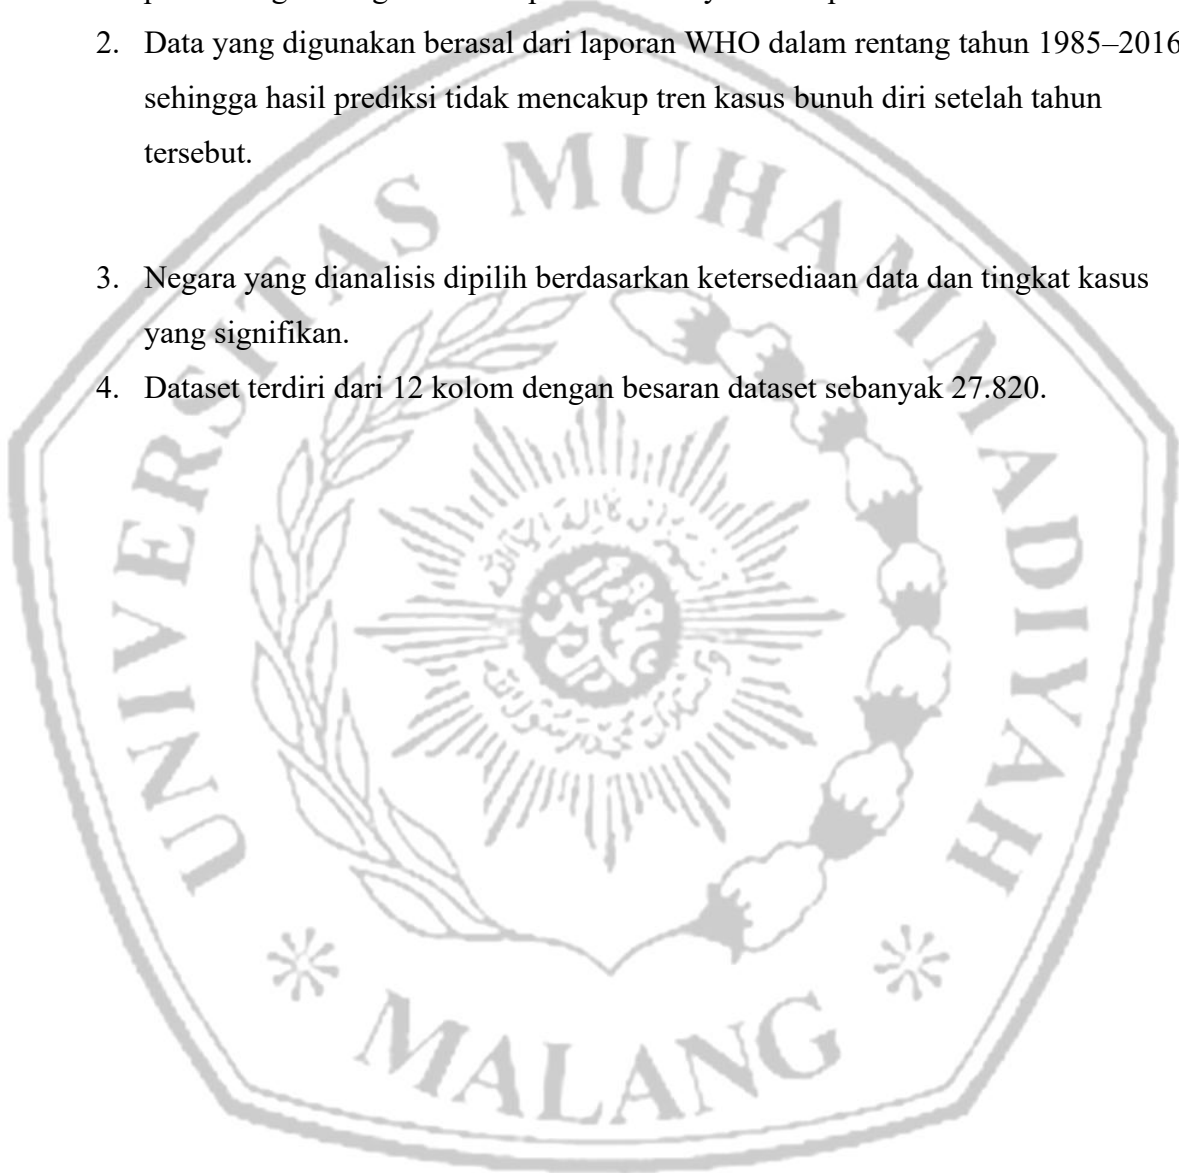 2. Data yang digunakan berasal dari laporan WHO dalam rentang tahun 1985–2016
sehingga hasil prediksi tidak mencakup tren kasus bunuh diri setelah tahun
tersebut.
3. Negara yang dianalisis dipilih berdasarkan ketersediaan data dan tingkat kasus
yang signifikan.
4. Dataset terdiri dari 12 kolom dengan besaran dataset sebanyak 27.820.
UNIVERSITAS MUHAMMADIYAH
MALANG